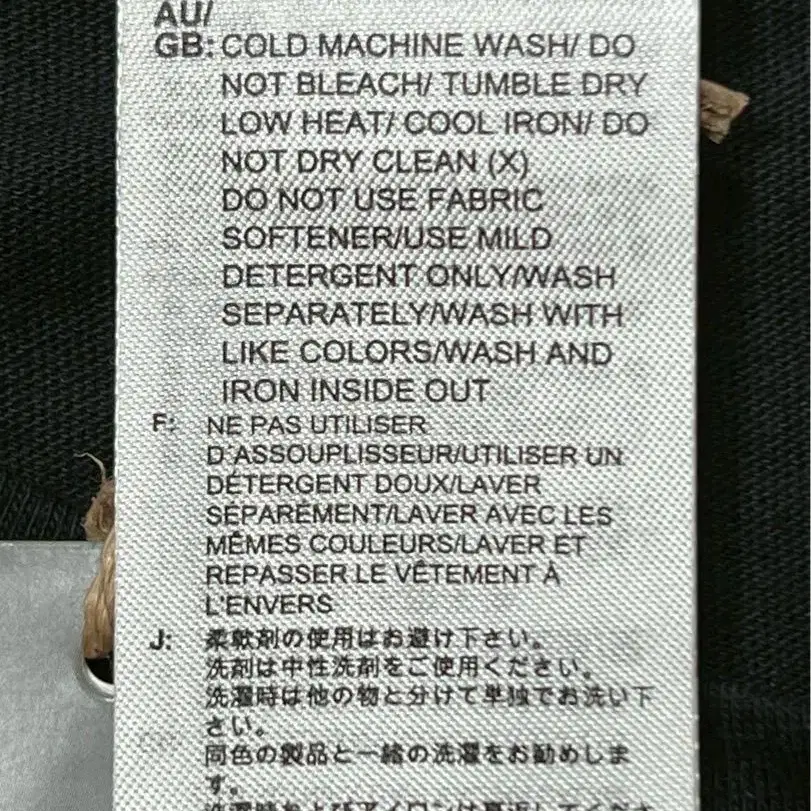 AU/
GB: COLD MACHINE WASH/ DO
NOT BLEACH/ TUMBLE DRY
LOW HEAT/ COOL IRON/ DO
NOT DRY CLEAN (X)
DO NOT USE FABRIC
SOFTENER/USE MILD
DETERGENT ONLY/WASH
SEPARATELY/WASH WITH
LIKE COLORS/WASH AND
IRON INSIDE OUT
F: NE PAS UTILISER
D'ASSOUPLISSEUR/UTILISER UN
DÉTERGENT DOUX/LAVER
SÉPARÉMENT/LAVER AVEC LES
MÊMES COULEURS/LAVER ET
REPASSER LE VÊTEMENT À
L'ENVERS
J: 柔軟剤の使用はお避け下さい。
洗剤は中性洗剤をご使用ください。
洗濯時は他の物と分けて単独でお洗い下
さい。
同色の製品と一緒の洗濯をお勧めしま
す。